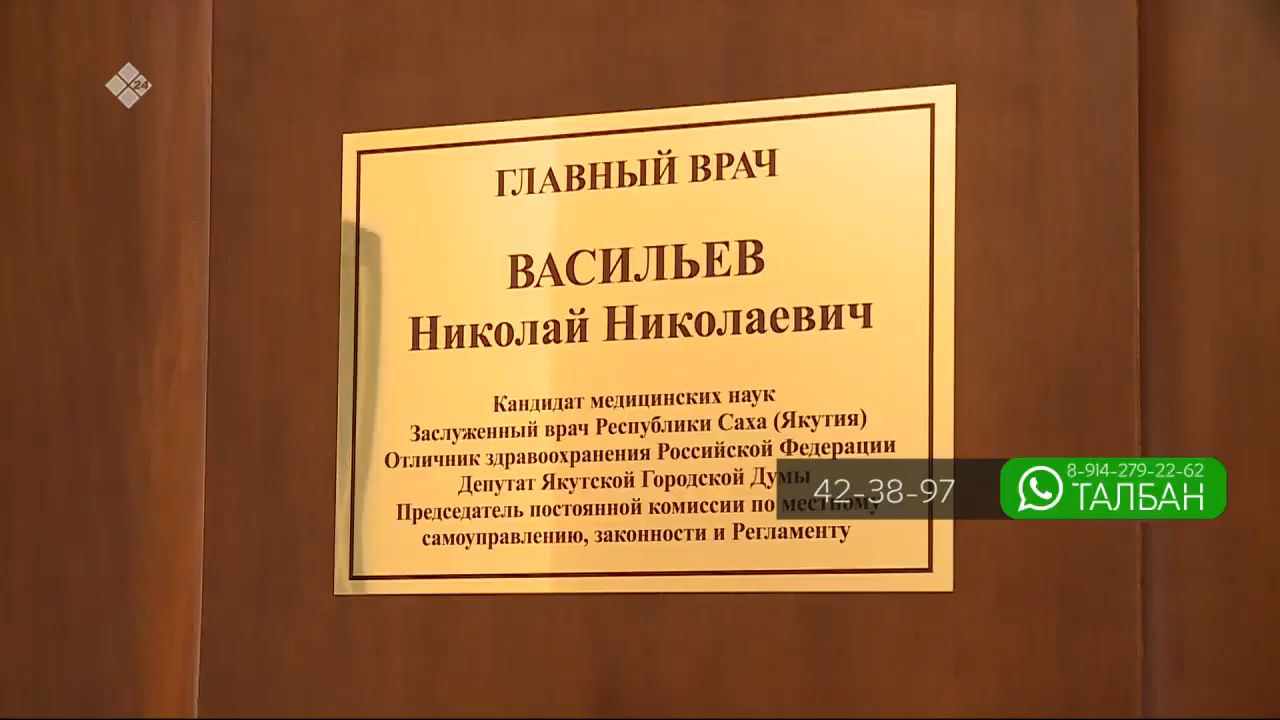 24
ГЛАВНЫЙ ВРАЧ
ВАСИЛЬЕВ
Николай Николаевич
Кандидат медицинских наук
Заслуженный врач Республики Саха (Якутия)
Отличник здравоохранения Российской Федерации
Депутат Якутской Городской Думы
Председатель постоянной комиссии по местному
самоуправлению, законности и Регламенту
42-38-97
8-914-279-22-62
ТАЛБАН